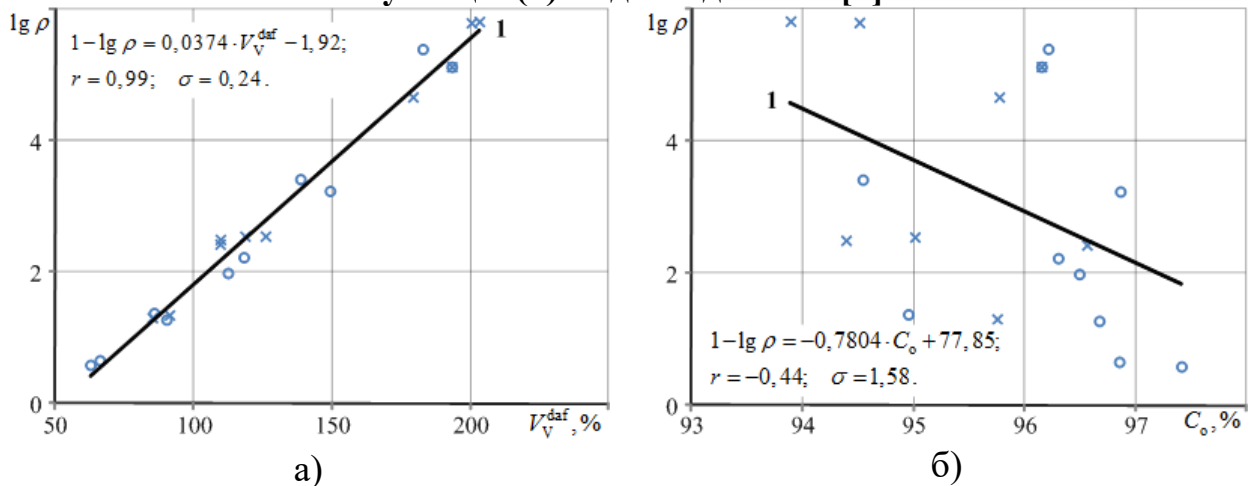 lg ρ
1–lg ρ = 0,0374·V_V^daf –1,92;
r = 0,99; σ = 0,24.
1
4
2
0
50
100
150
200
V_V^daf, %
а)
lg ρ
1
4
2
0
1–lg ρ = –0,7804·C_o +77,85;
r = –0,44; σ = 1,58.
93
94
95
96
97
C_o, %
б)